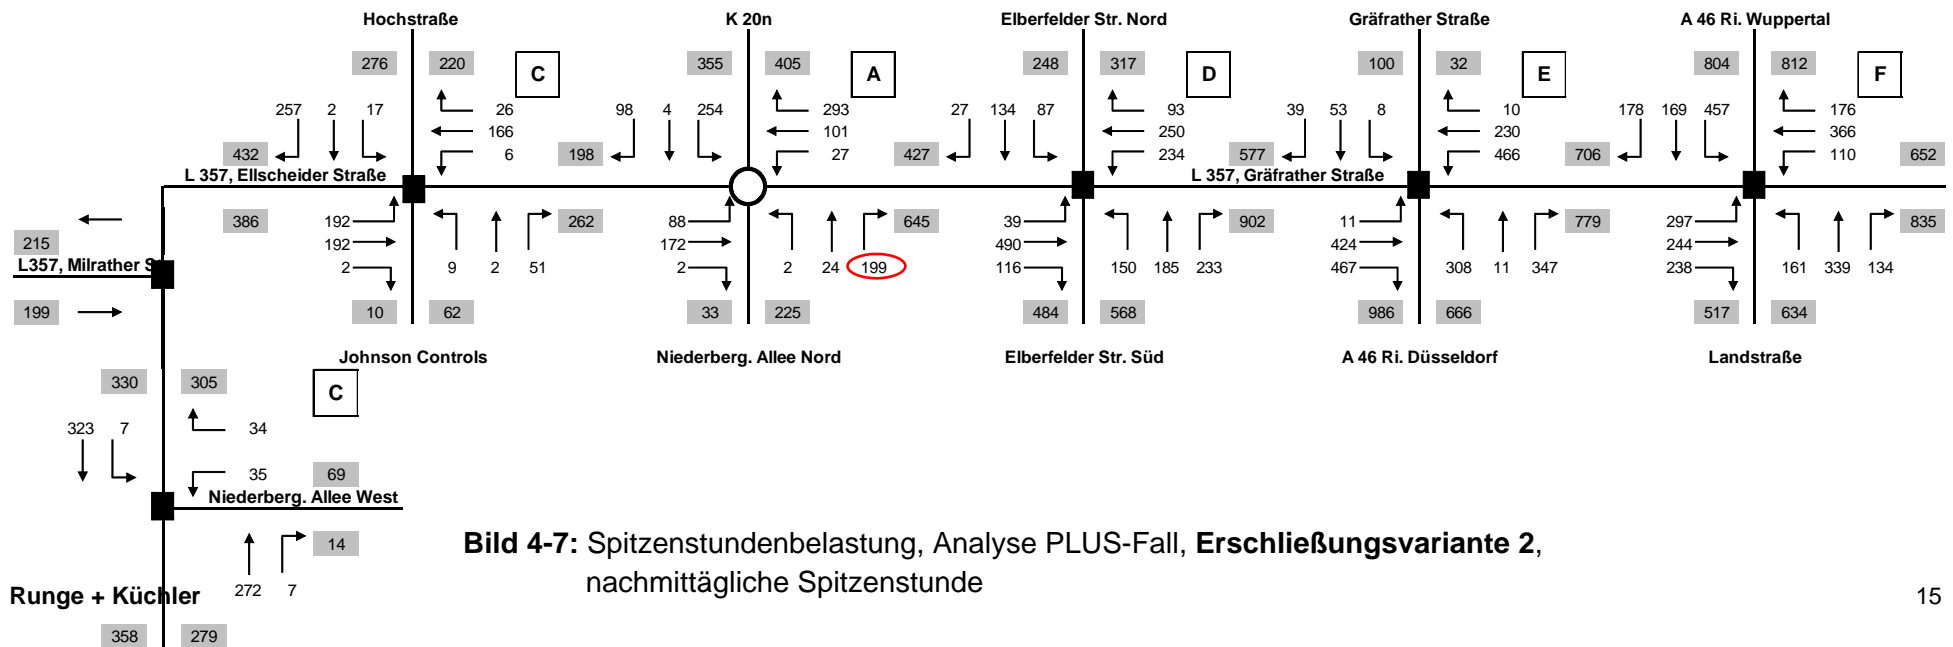 Hochstraße K 20n Elberfelder Str. Nord Gräfrather Straße A 46 Ri. Wuppertal
276 220 C 355 405 A 248 317 D 100 32 E 804 812 F
257 2 17 26 98 4 254 293 27 134 87 93 39 53 8 10 178 169 457 176
166 101 250 230 366
432 6 198 27 427 234 577 466 706 110 652
L 357, Ellscheider Straße L 357, Gräfrather Straße
386 192 262 88 645 39 902 11 779 297 835
192 172 490 424 244
215
L357, Milrather S
2 9 2 51 2 2 24 199 116 150 185 233 467 308 11 347 238 161 339 134
199 10 62 33 225 484 568 986 666 517 634
Johnson Controls Niederberg. Allee Nord Elberfelder Str. Süd A 46 Ri. Düsseldorf Landstraße
330 305 C
323 7 34
35 69
Niederberg. Allee West
14
Bild 4-7: Spitzenstundenbelastung, Analyse PLUS-Fall, Erschließungsvariante 2,
nachmittägliche Spitzenstunde
272 7
Runge + Küchler 15
358 279